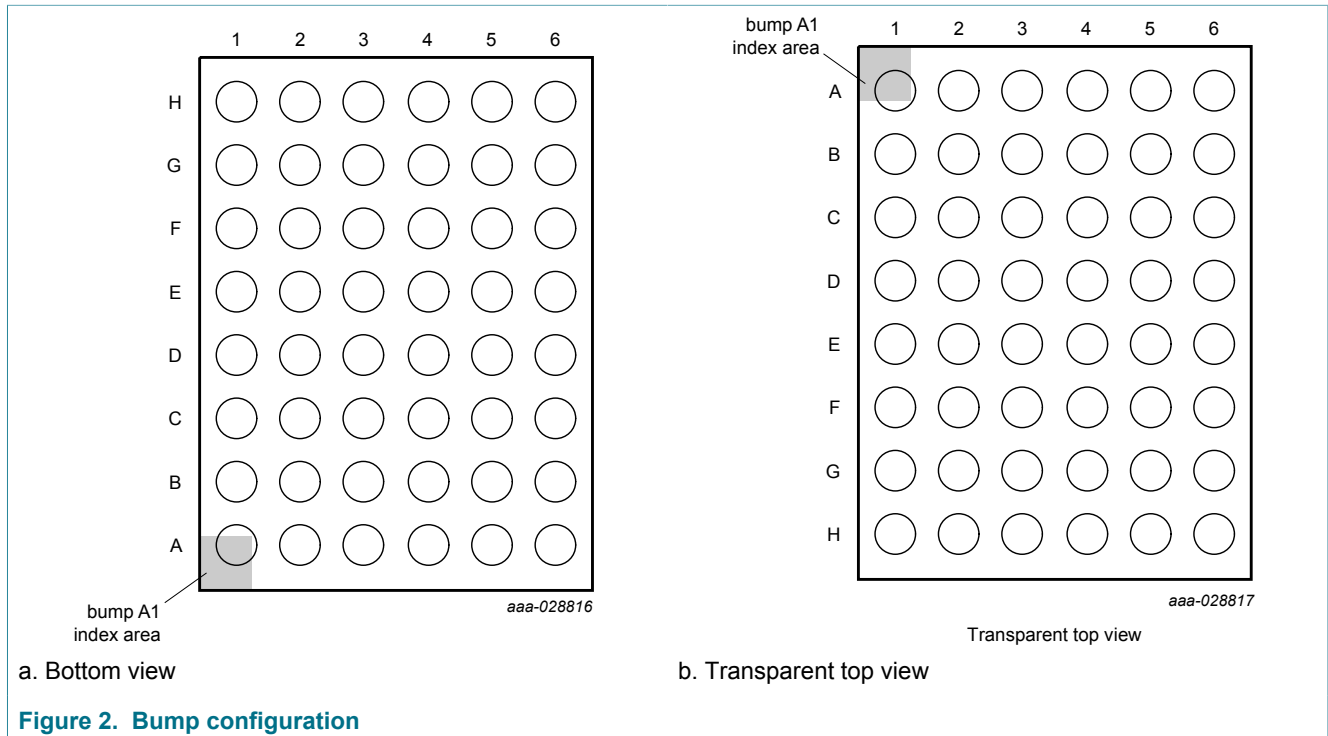 1 2 3 4 5 6
H
G
F
E
D
C
B
A
bump A1
index area
aaa-028816
a. Bottom view
bump A1
index area
1 2 3 4 5 6
A
B
C
D
E
F
G
H
aaa-028817
Transparent top view
b. Transparent top view
Figure 2. Bump configuration